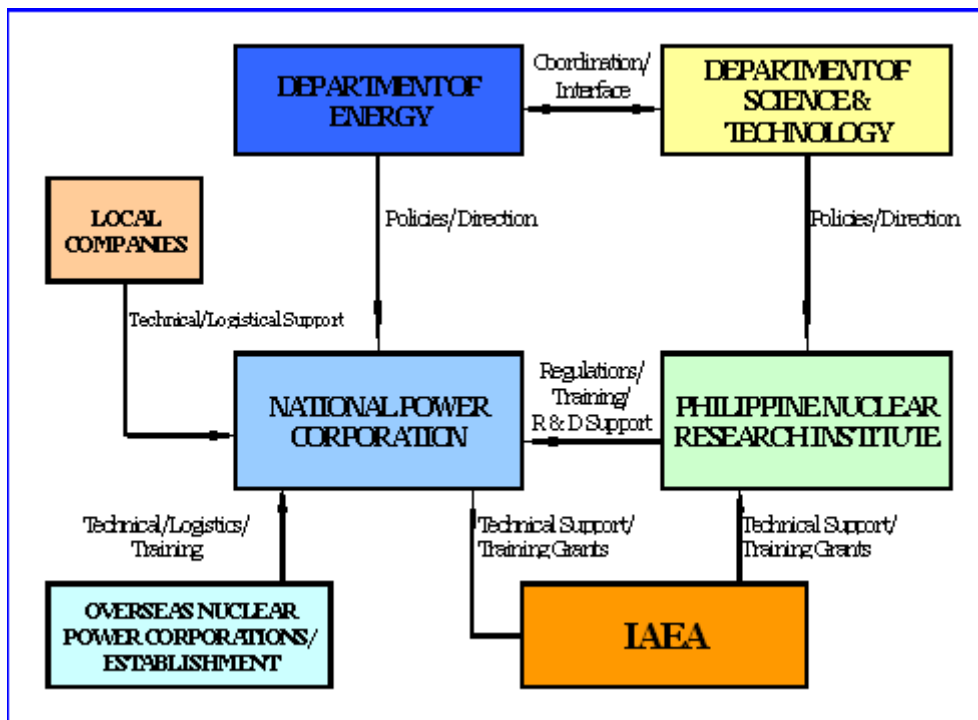 DEPARTMENT OF
ENERGY
Coordination/
Interface
DEPARTMENT OF
SCIENCE &
TECHNOLOGY
LOCAL
COMPANIES
Policies/Direction
Policies/Direction
Technical/Logistical Support
NATIONAL POWER
CORPORATION
Regulations/
Training/
R & D Support
PHILIPPINE NUCLEAR
RESEARCH INSTITUTE
Technical/Logistics/
Training
Technical Support/
Training Grants
Technical Support/
Training Grants
OVERSEAS NUCLEAR
POWER CORPORATIONS/
ESTABLISHMENT
IAEA